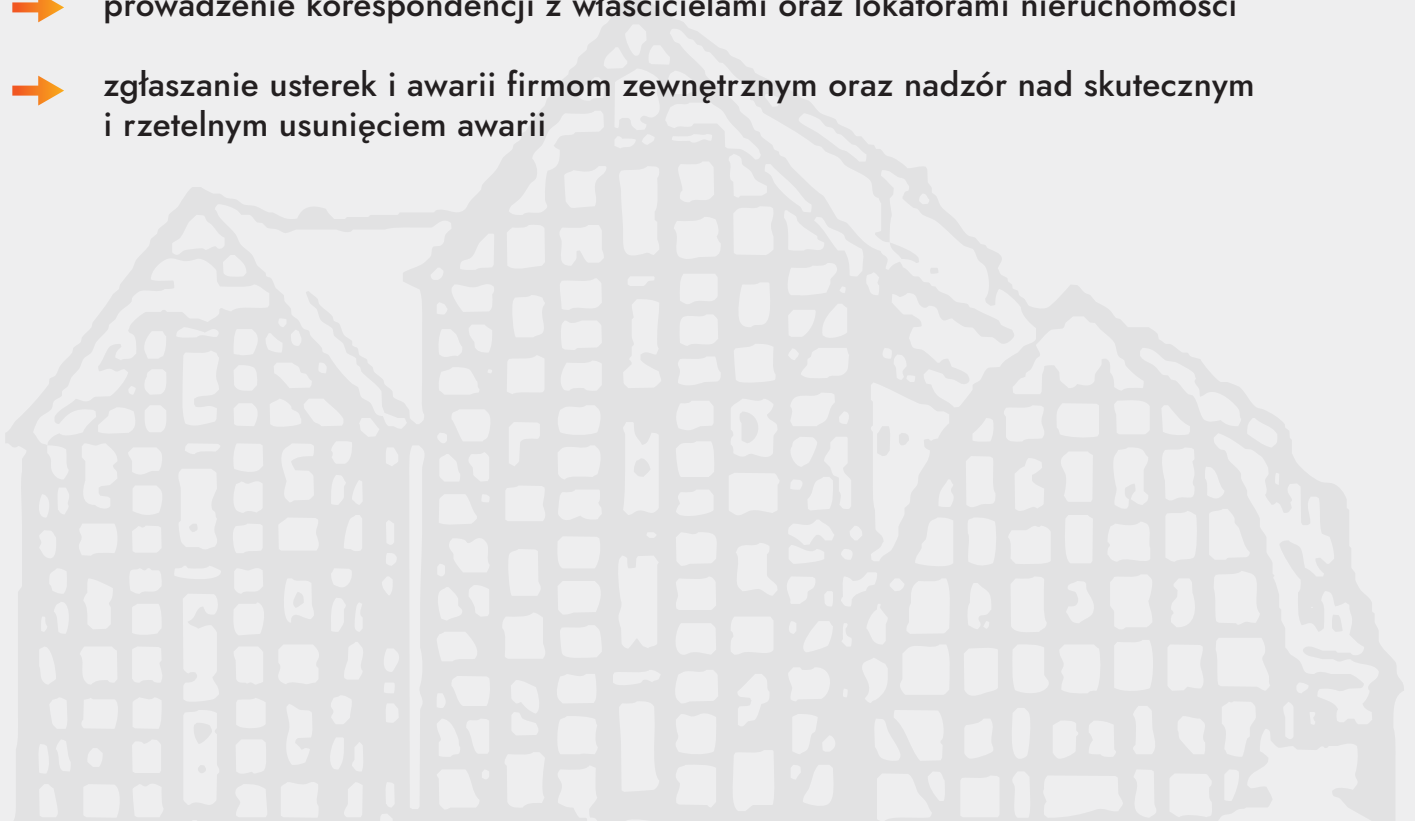 prowadzenie korespondencji z właścicielami oraz lokatorami nieruchomości
zgłaszanie usterek i awarii firmom zewnętrznym oraz nadzór nad skutecznym
i rzetelnym usunięciem awarii